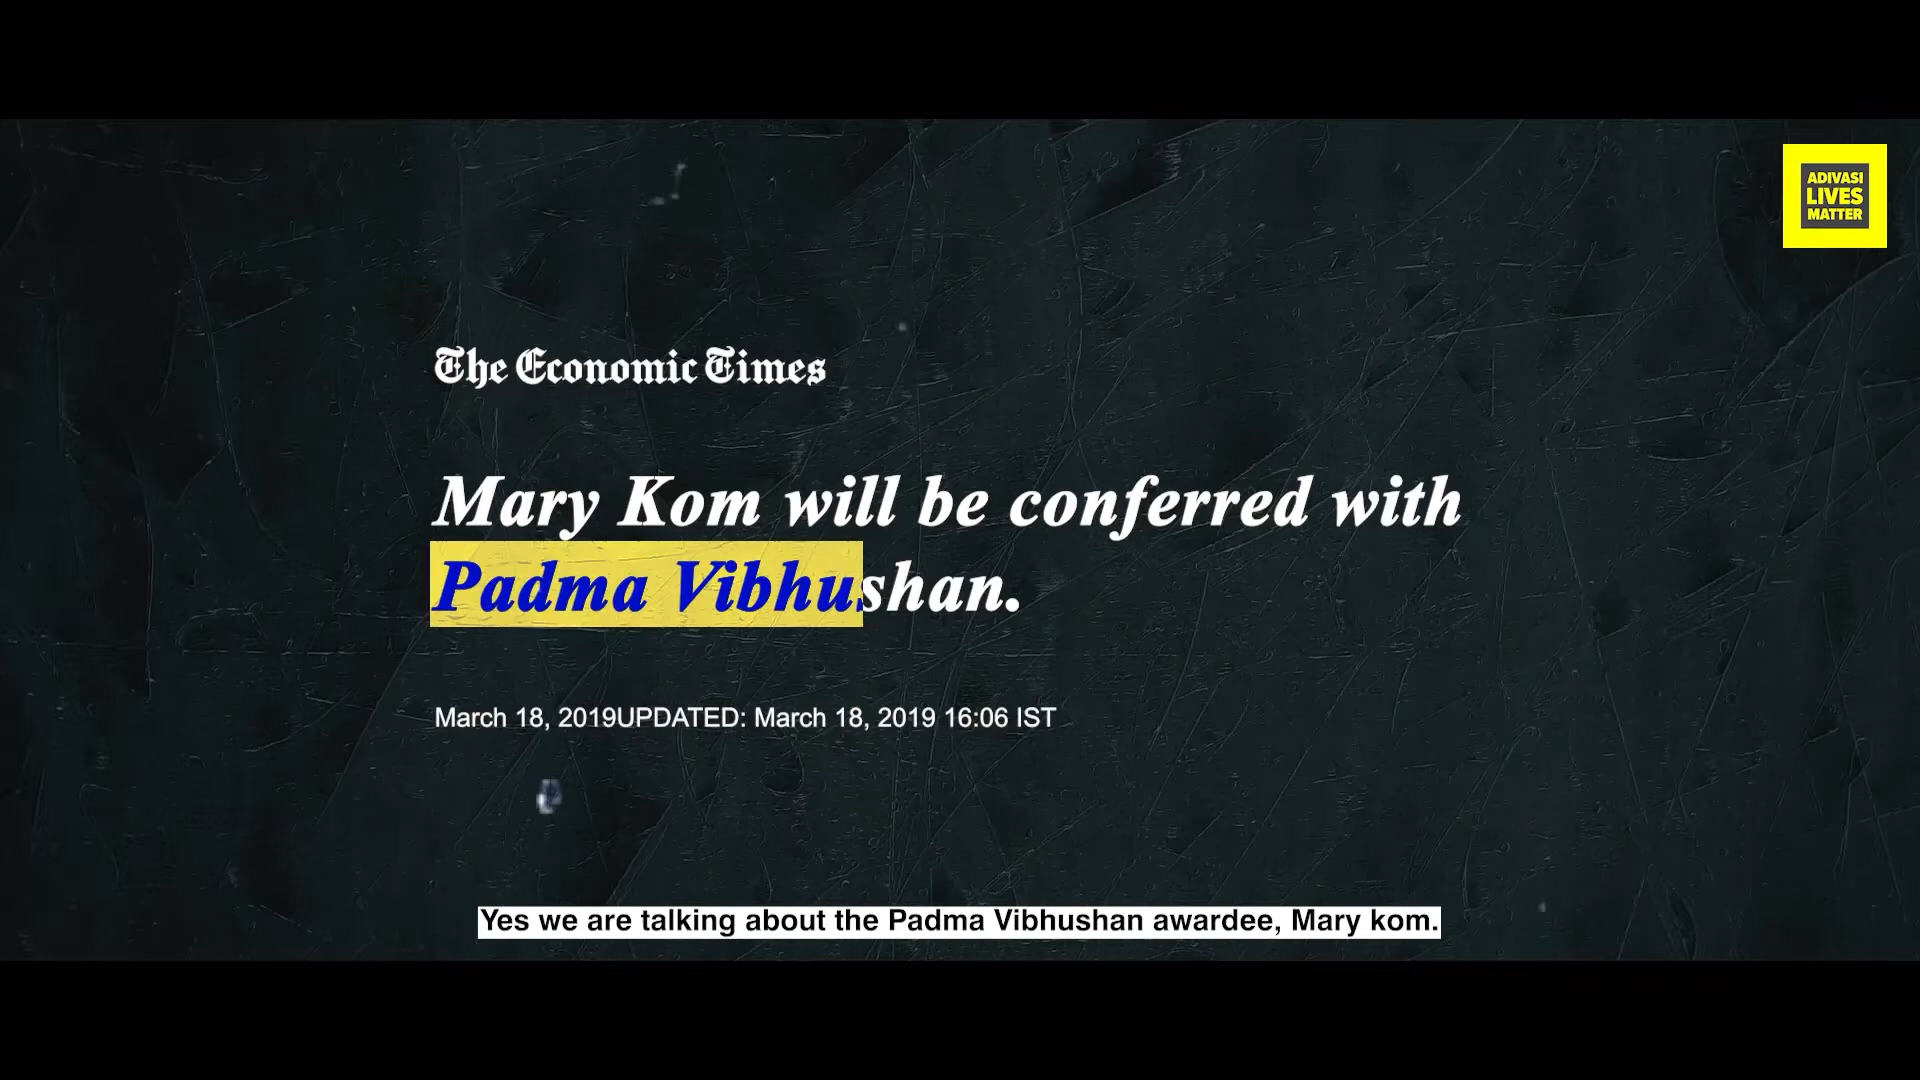 ADIVASI
LIVES
MATTER
The Economic Times
Mary Kom will be conferred with
Padma Vibhushan.
March 18, 2019UPDATED: March 18, 2019 16:06 IST
Yes we are talking about the Padma Vibhushan awardee, Mary kom.